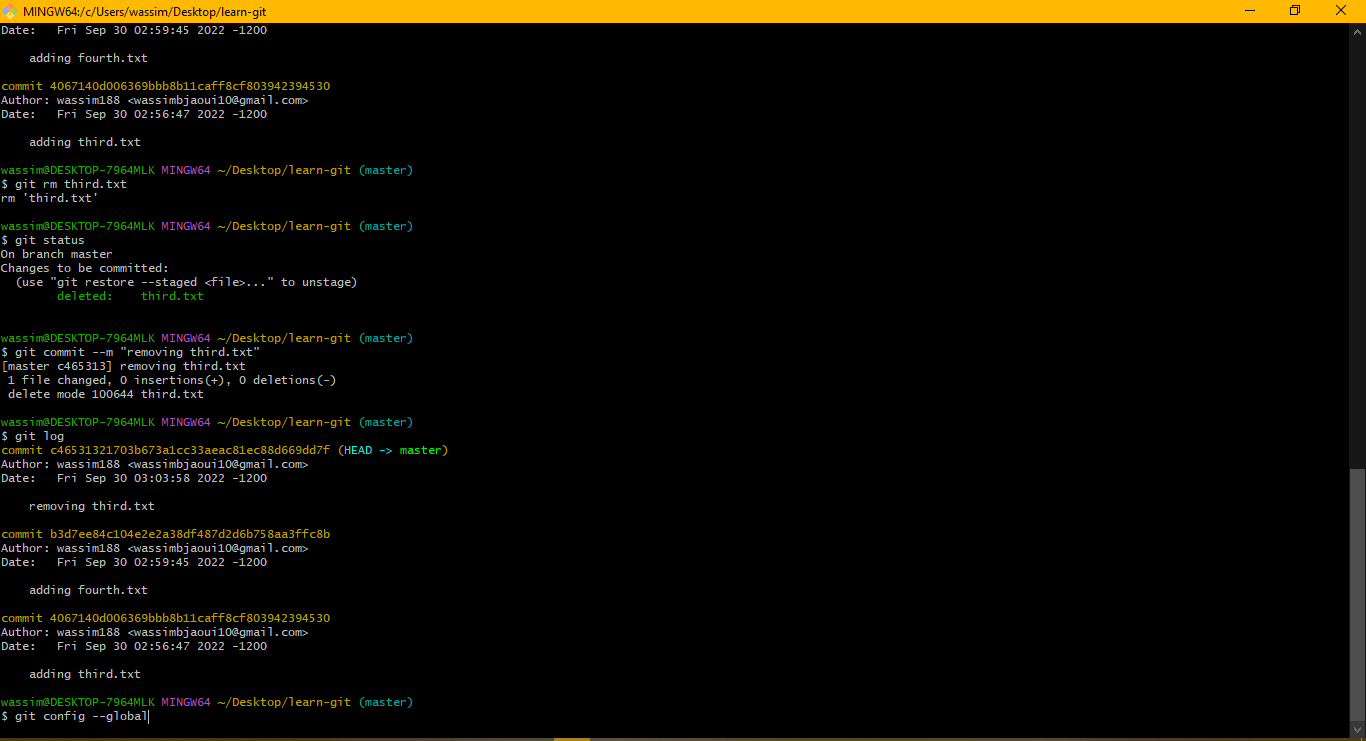 MINGW64:/c/Users/wassim/Desktop/learn-git
Date:   Fri Sep 30 02:59:45 2022 -1200
    adding fourth.txt
commit 4067140d006369bbb8b11caff8cf803942394530
Author: wassim188 <wassimbjaoui10@gmail.com>
Date:   Fri Sep 30 02:56:47 2022 -1200
    adding third.txt
wassim@DESKTOP-7964MLK MINGW64 ~/Desktop/learn-git (master)
$ git rm third.txt
rm 'third.txt'
wassim@DESKTOP-7964MLK MINGW64 ~/Desktop/learn-git (master)
$ git status
On branch master
Changes to be committed:
  (use "git restore --staged <file>..." to unstage)
        deleted:    third.txt
wassim@DESKTOP-7964MLK MINGW64 ~/Desktop/learn-git (master)
$ git commit --m "removing third.txt"
[master c465313] removing third.txt
 1 file changed, 0 insertions(+), 0 deletions(-)
 delete mode 100644 third.txt
wassim@DESKTOP-7964MLK MINGW64 ~/Desktop/learn-git (master)
$ git log
commit c46531321703b673a1cc33aeac81ec88d669dd7f (HEAD -> master)
Author: wassim188 <wassimbjaoui10@gmail.com>
Date:   Fri Sep 30 03:03:58 2022 -1200
    removing third.txt
commit b3d7ee84c104e2e2a38df487d2d6b758aa3ffc8b
Author: wassim188 <wassimbjaoui10@gmail.com>
Date:   Fri Sep 30 02:59:45 2022 -1200
    adding fourth.txt
commit 4067140d006369bbb8b11caff8cf803942394530
Author: wassim188 <wassimbjaoui10@gmail.com>
Date:   Fri Sep 30 02:56:47 2022 -1200
    adding third.txt
wassim@DESKTOP-7964MLK MINGW64 ~/Desktop/learn-git (master)
$ git config --global